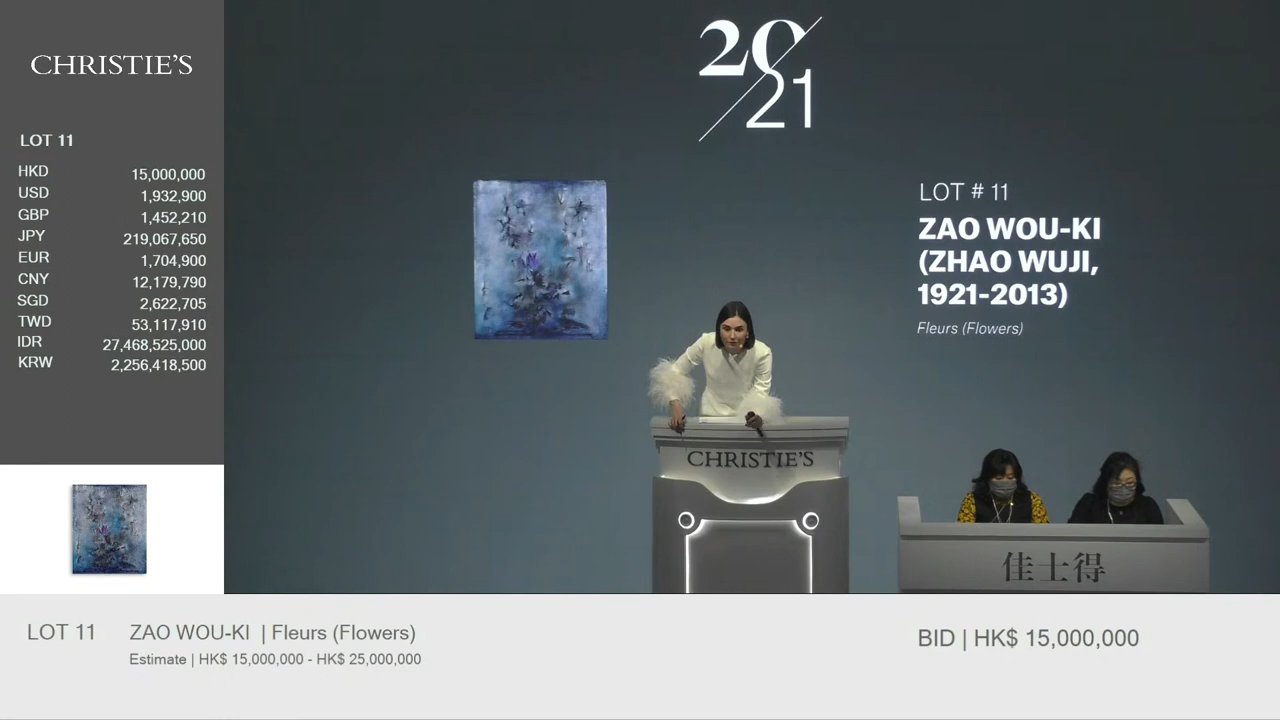 CHRISTIE'S
LOT 11
HKD 15,000,000
USD 1,932,900
GBP 1,452,210
JPY 219,067,650
EUR 1,704,900
CNY 12,179,790
SGD 2,622,705
TWD 53,117,910
IDR 27,468,525,000
KRW 2,256,418,500
20
21
LOT # 11
ZAO WOU-KI
(ZHAO WUJI,
1921-2013)
Fleurs (Flowers)
CHRISTIE'S
佳士得
LOT 11 ZAO WOU-KI | Fleurs (Flowers)
Estimate | HK$ 15,000,000 - HK$ 25,000,000
BID | HK$ 15,000,000